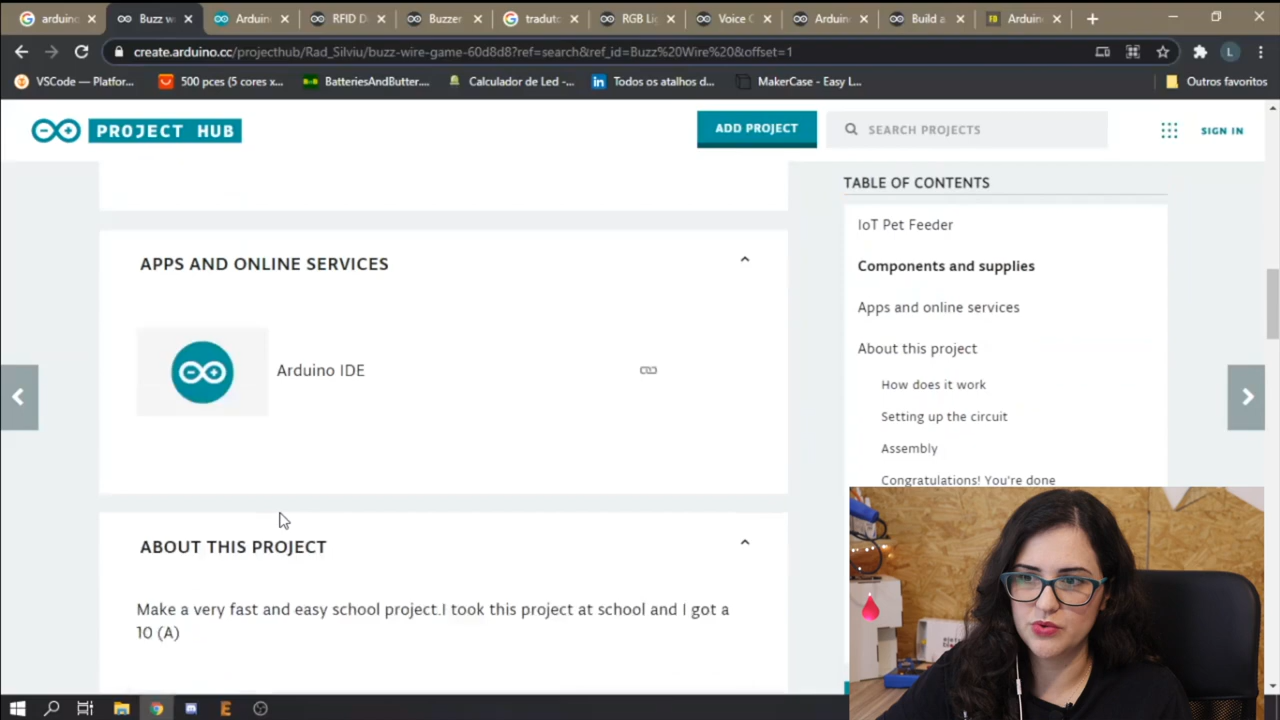 arduino
Buzz w
Arduin
RFID D
Buzzer
tradut
RGB Li
Voice C
Arduin
Build a
Arduin
create.arduino.cc/projecthub/Rad_Silviu/buzz-wire-game-60d8d8?ref=search&ref_id=Buzz%20Wire%20&offset=1
L
VSCode — Platfor...
500 pces (5 cores x...
BatteriesAndButter....
Calculador de Led -...
Todos os atalhos d...
MakerCase - Easy L...
Outros favoritos
PROJECT HUB
ADD PROJECT
SEARCH PROJECTS
SIGN IN
APPS AND ONLINE SERVICES
Arduino IDE
ABOUT THIS PROJECT
Make a very fast and easy school project.I took this project at school and I got a
10 (A)
TABLE OF CONTENTS
IoT Pet Feeder
Components and supplies
Apps and online services
About this project
How does it work
Setting up the circuit
Assembly
Congratulations! You're done